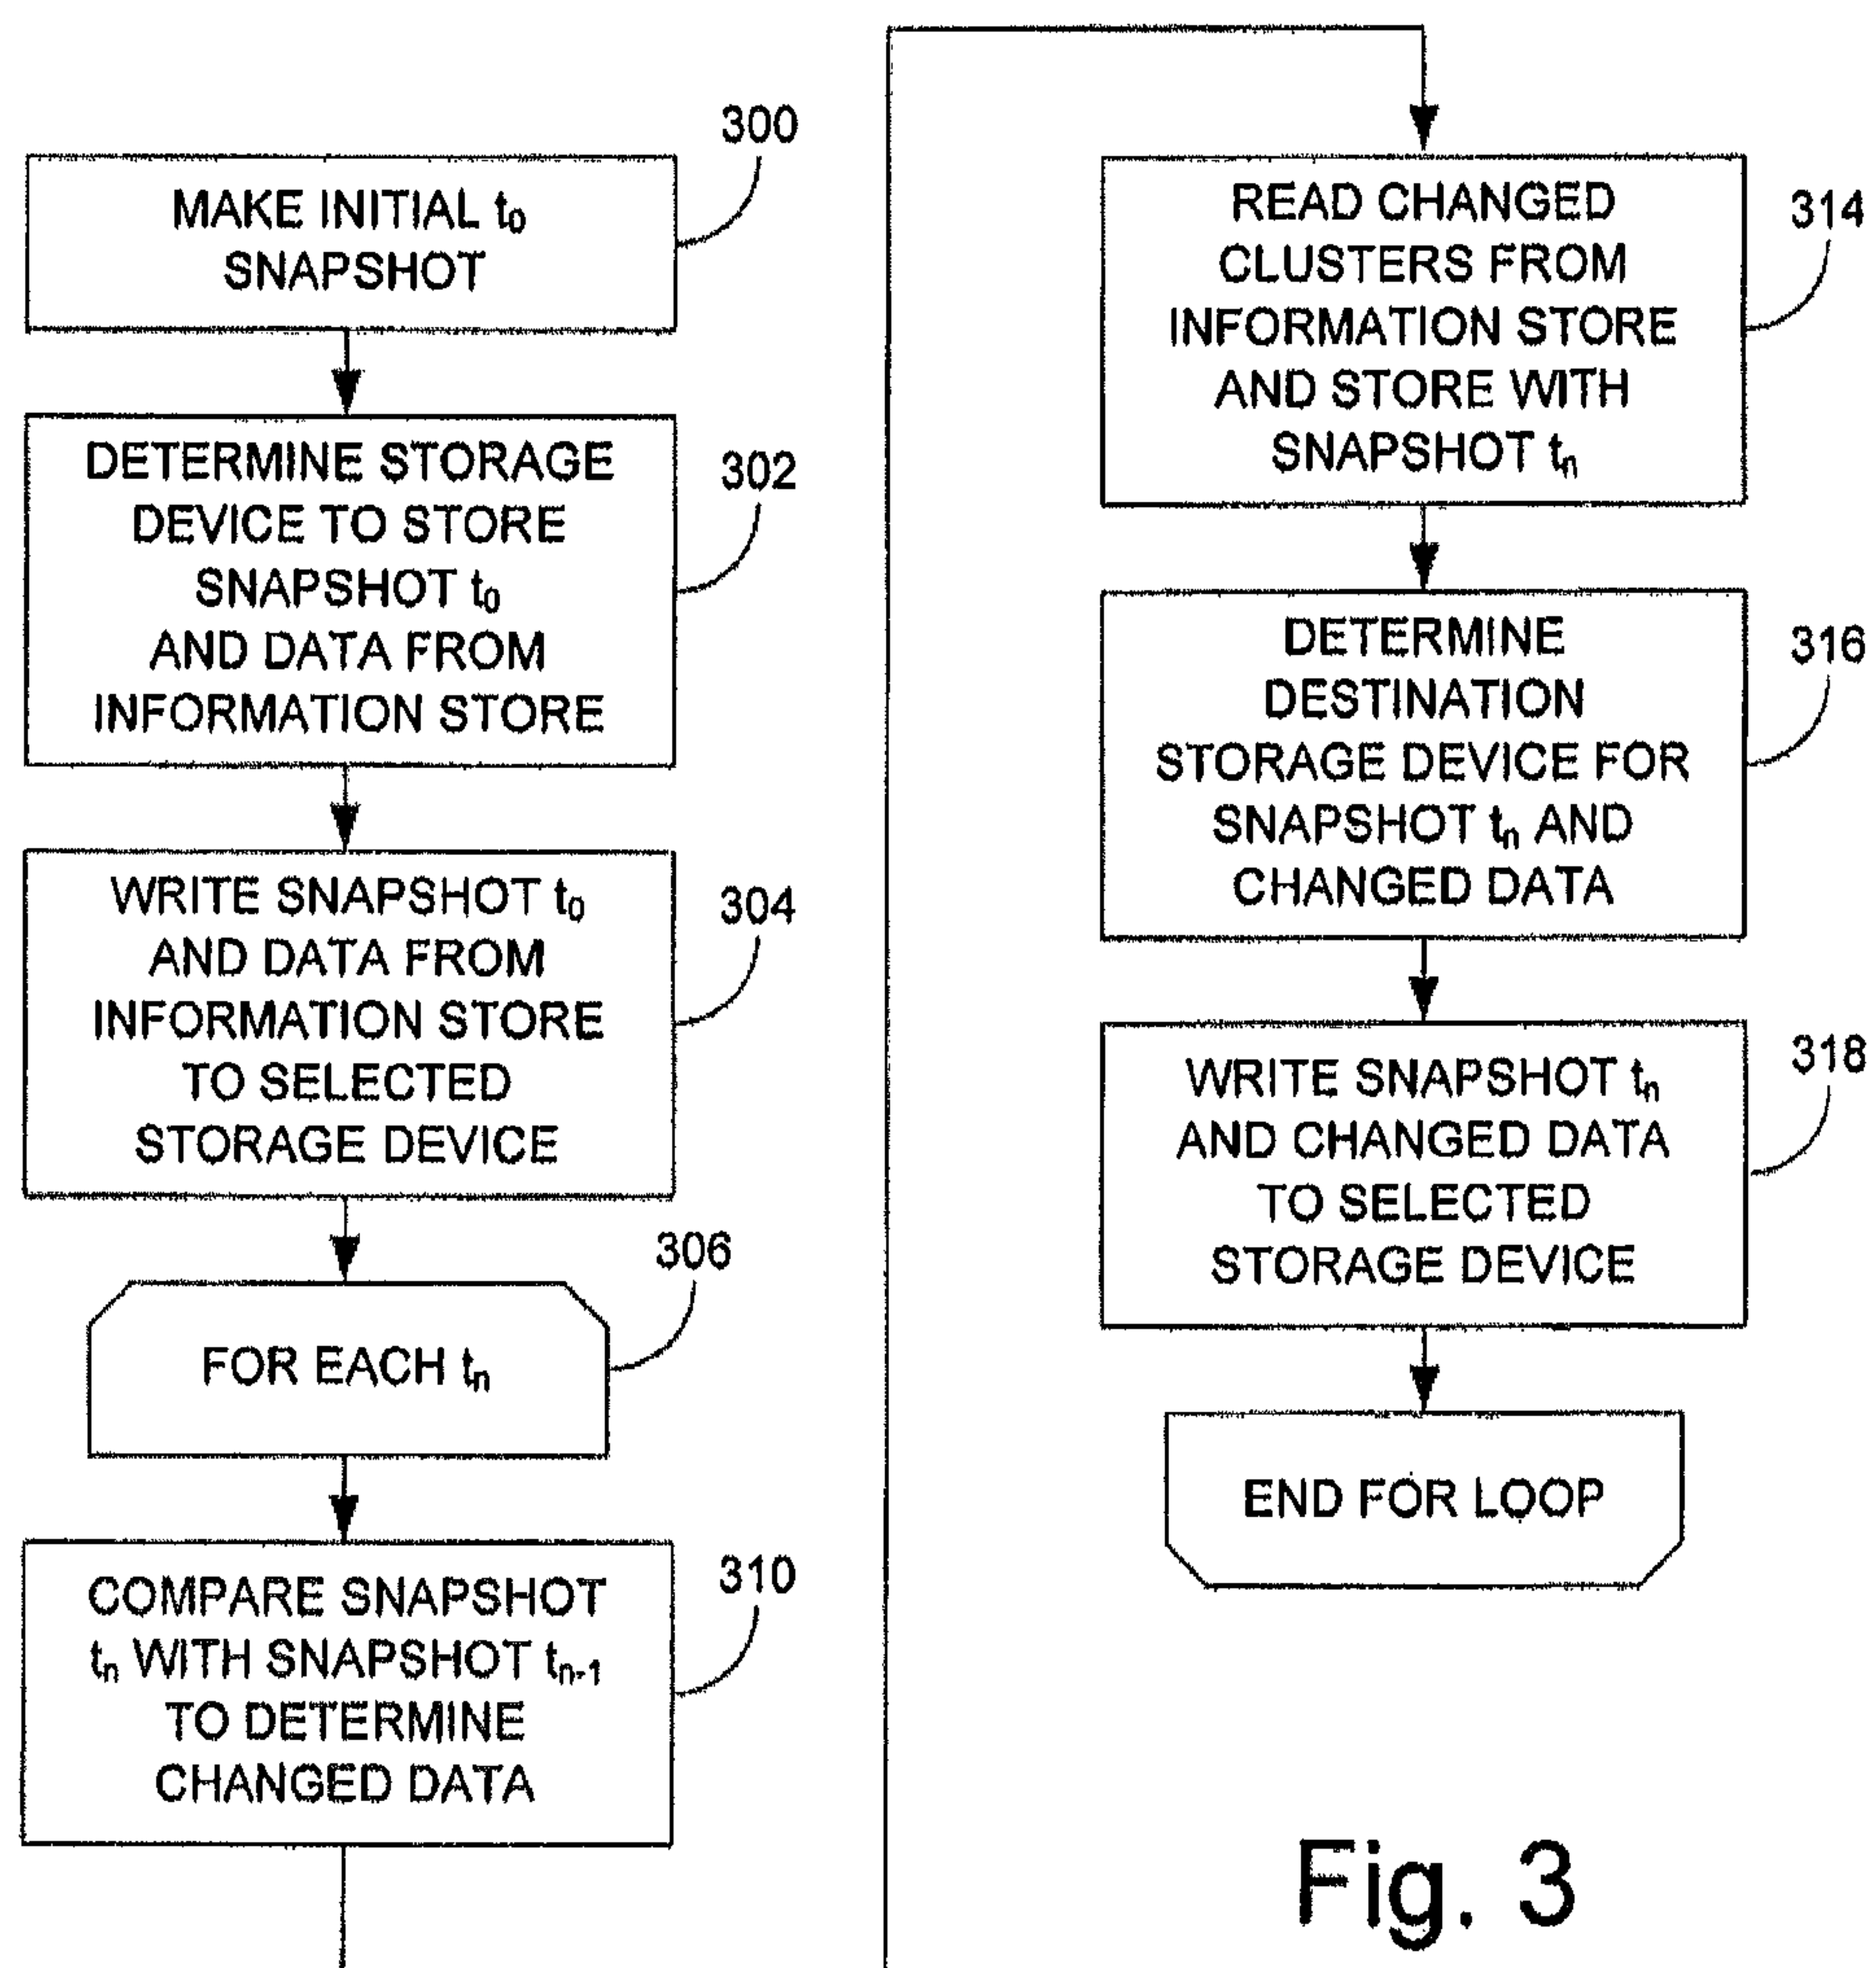 300
MAKE INITIAL t₀
SNAPSHOT
302
DETERMINE STORAGE
DEVICE TO STORE
SNAPSHOT t₀
AND DATA FROM
INFORMATION STORE
304
WRITE SNAPSHOT t₀
AND DATA FROM
INFORMATION STORE
TO SELECTED
STORAGE DEVICE
306
FOR EACH tₙ
310
COMPARE SNAPSHOT
tₙ WITH SNAPSHOT tₙ₋₁
TO DETERMINE
CHANGED DATA
314
READ CHANGED
CLUSTERS FROM
INFORMATION STORE
AND STORE WITH
SNAPSHOT tₙ
316
DETERMINE
DESTINATION
STORAGE DEVICE FOR
SNAPSHOT tₙ AND
CHANGED DATA
318
WRITE SNAPSHOT tₙ
AND CHANGED DATA
TO SELECTED
STORAGE DEVICE
END FOR LOOP
Fig. 3